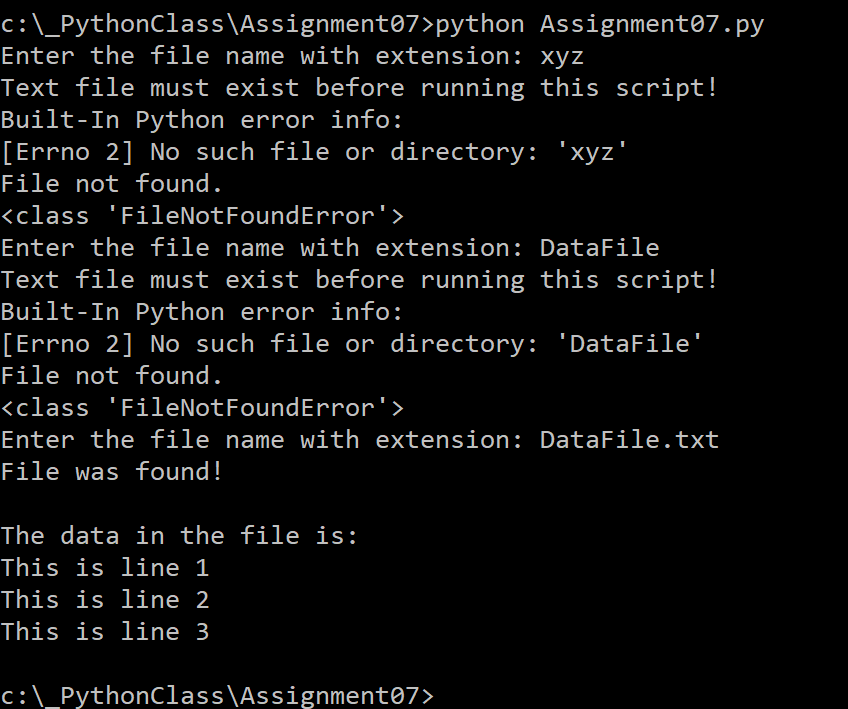 c:\_PythonClass\Assignment07>python Assignment07.py
Enter the file name with extension: xyz
Text file must exist before running this script!
Built-In Python error info:
[Errno 2] No such file or directory: 'xyz'
File not found.
<class 'FileNotFoundError'>
Enter the file name with extension: DataFile
Text file must exist before running this script!
Built-In Python error info:
[Errno 2] No such file or directory: 'DataFile'
File not found.
<class 'FileNotFoundError'>
Enter the file name with extension: DataFile.txt
File was found!
The data in the file is:
This is line 1
This is line 2
This is line 3
c:\_PythonClass\Assignment07>